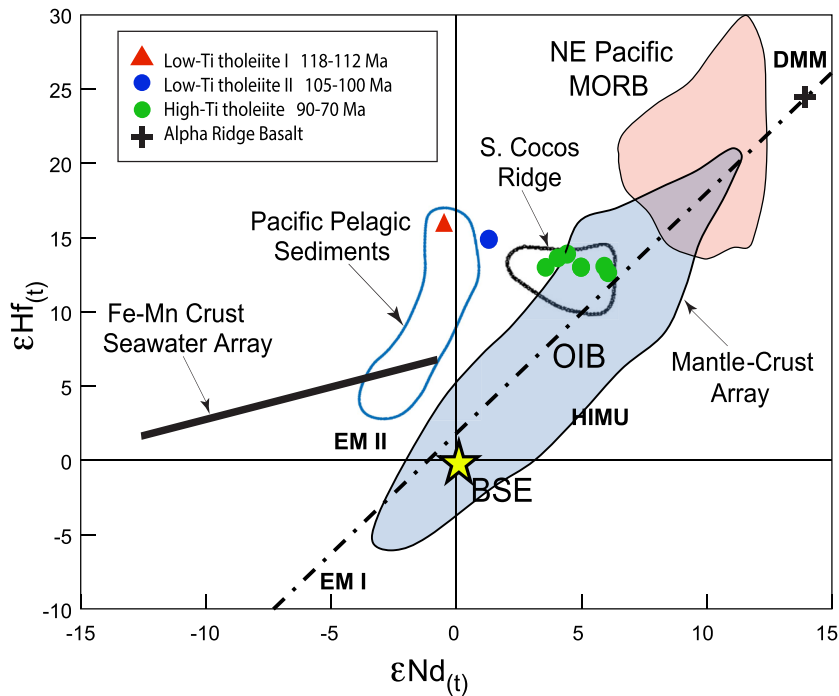 30
25
20
15
10
5
0
-5
-10
-15
-10
-5
0
5
10
15
εHf(t)
εNd(t)
Low-Ti tholeiite I 118-112 Ma
Low-Ti tholeiite II 105-100 Ma
High-Ti tholeiite 90-70 Ma
Alpha Ridge Basalt
NE Pacific
MORB
DMM
S. Cocos
Ridge
Pacific Pelagic
Sediments
Fe-Mn Crust
Seawater Array
OIB
Mantle-Crust
Array
HIMU
EM II
BSE
EM I